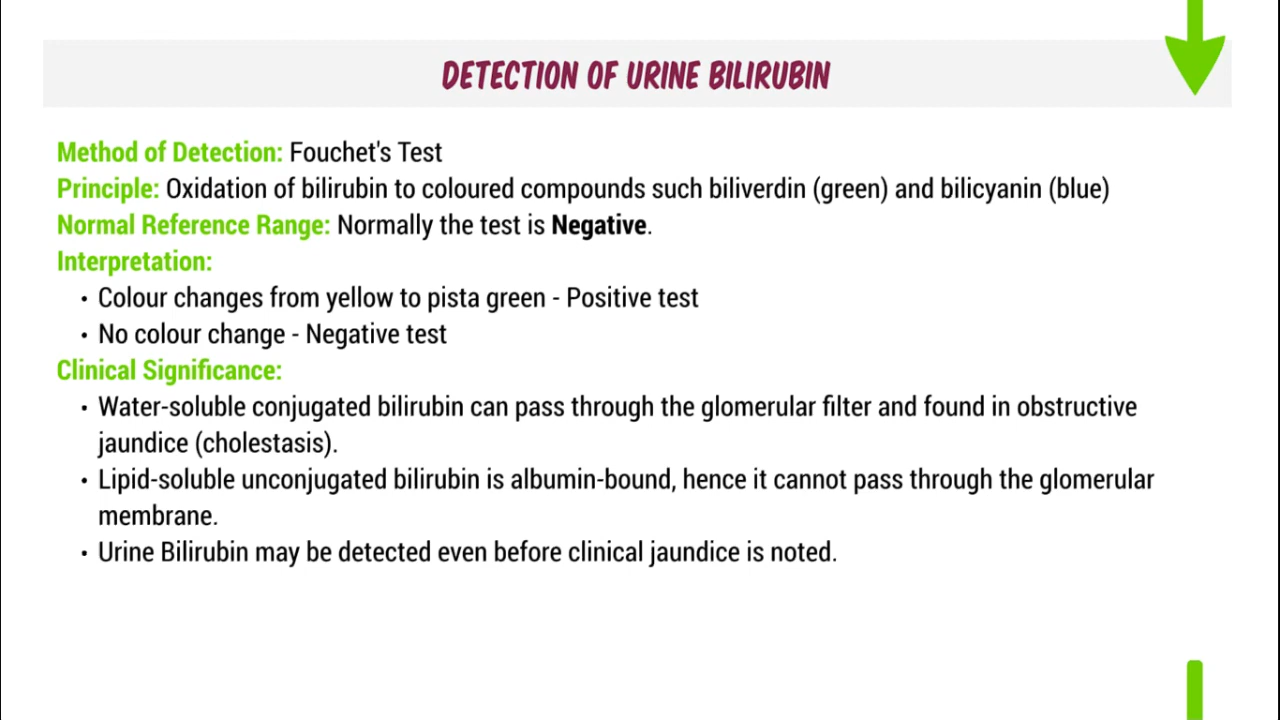 DETECTION OF URINE BILIRUBIN
Method of Detection: Fouchet's Test
Principle: Oxidation of bilirubin to coloured compounds such biliverdin (green) and bilicyanin (blue)
Normal Reference Range: Normally the test is Negative.
Interpretation:
• Colour changes from yellow to pista green - Positive test
• No colour change - Negative test
Clinical Significance:
• Water-soluble conjugated bilirubin can pass through the glomerular filter and found in obstructive
jaundice (cholestasis).
• Lipid-soluble unconjugated bilirubin is albumin-bound, hence it cannot pass through the glomerular
membrane.
• Urine Bilirubin may be detected even before clinical jaundice is noted.